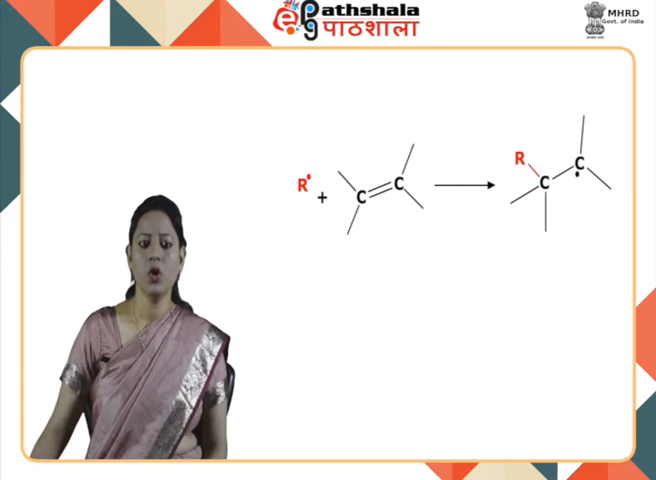 ePathshala
पाठशाला
MHRD
Govt. of India
R• + C=C → R C C•